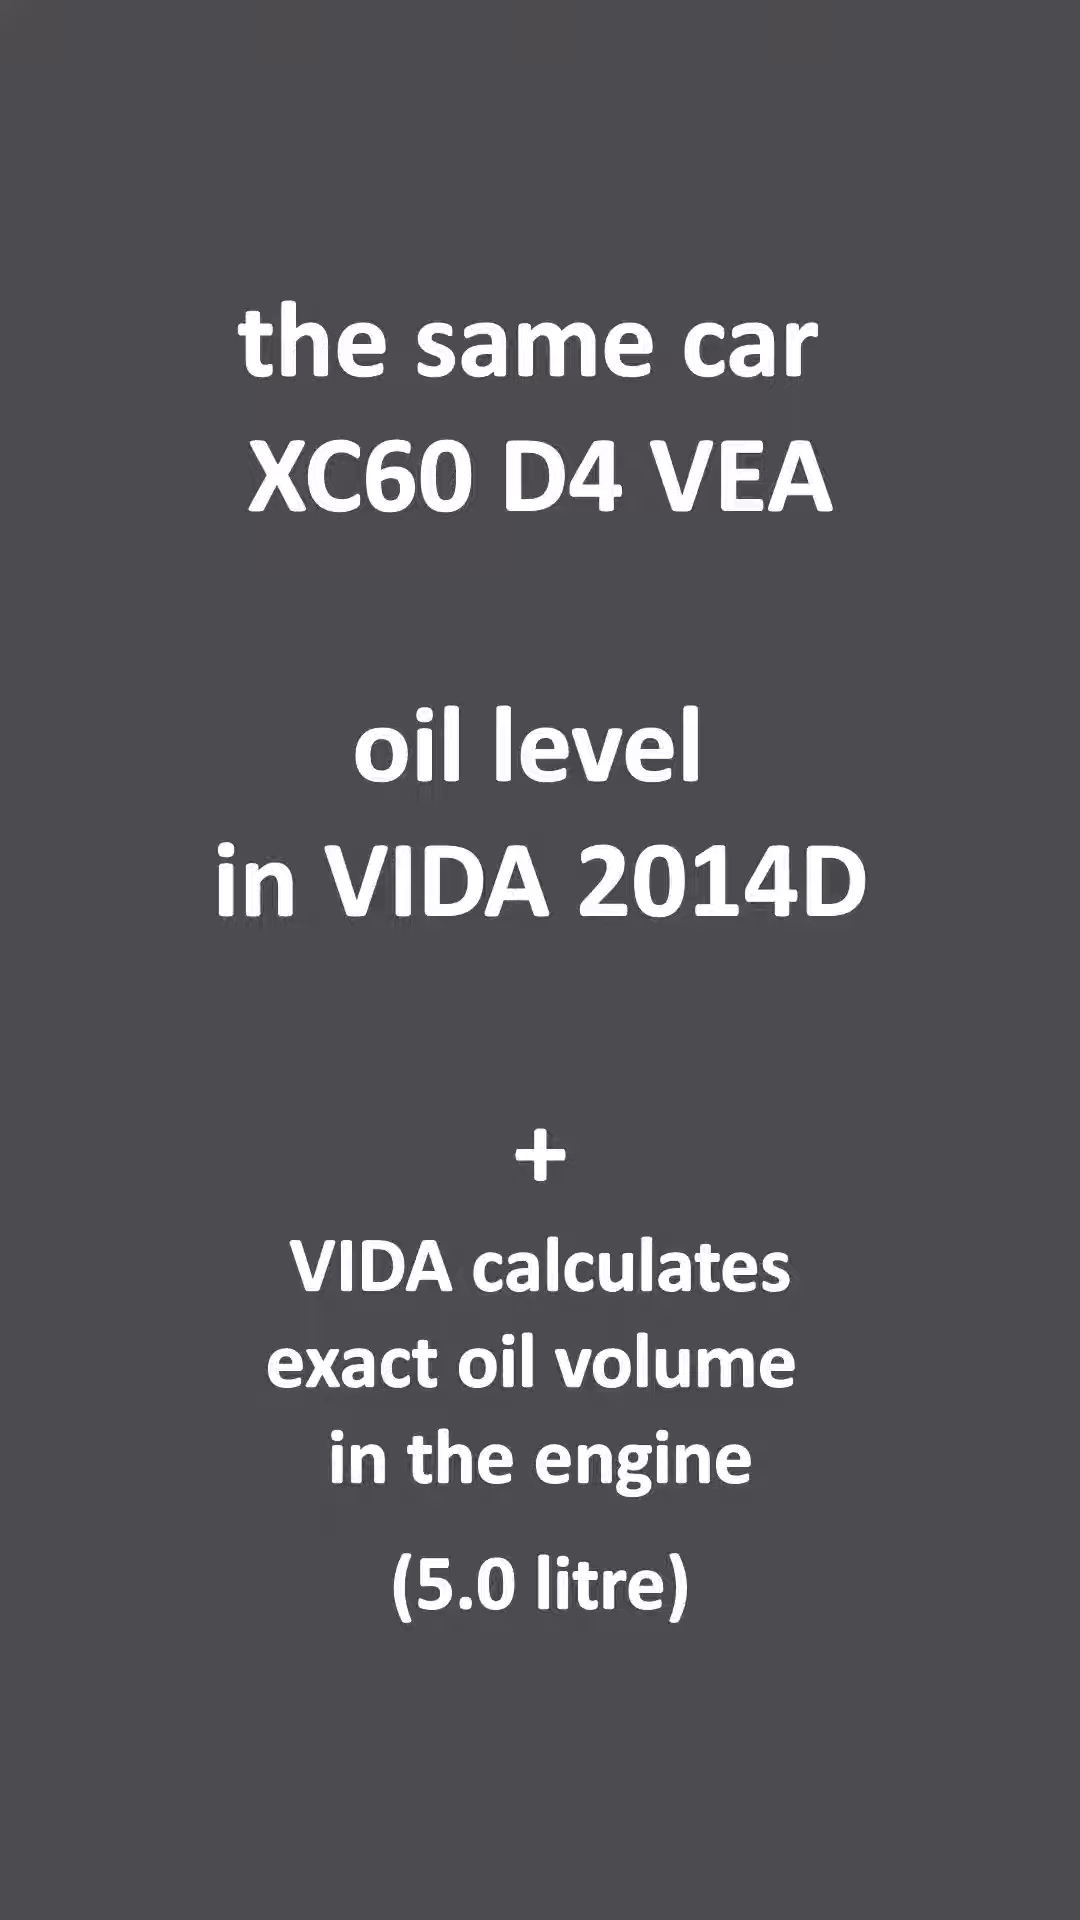 the same car
XC60 D4 VEA
oil level
in VIDA 2014D
+
VIDA calculates
exact oil volume
in the engine
(5.0 litre)